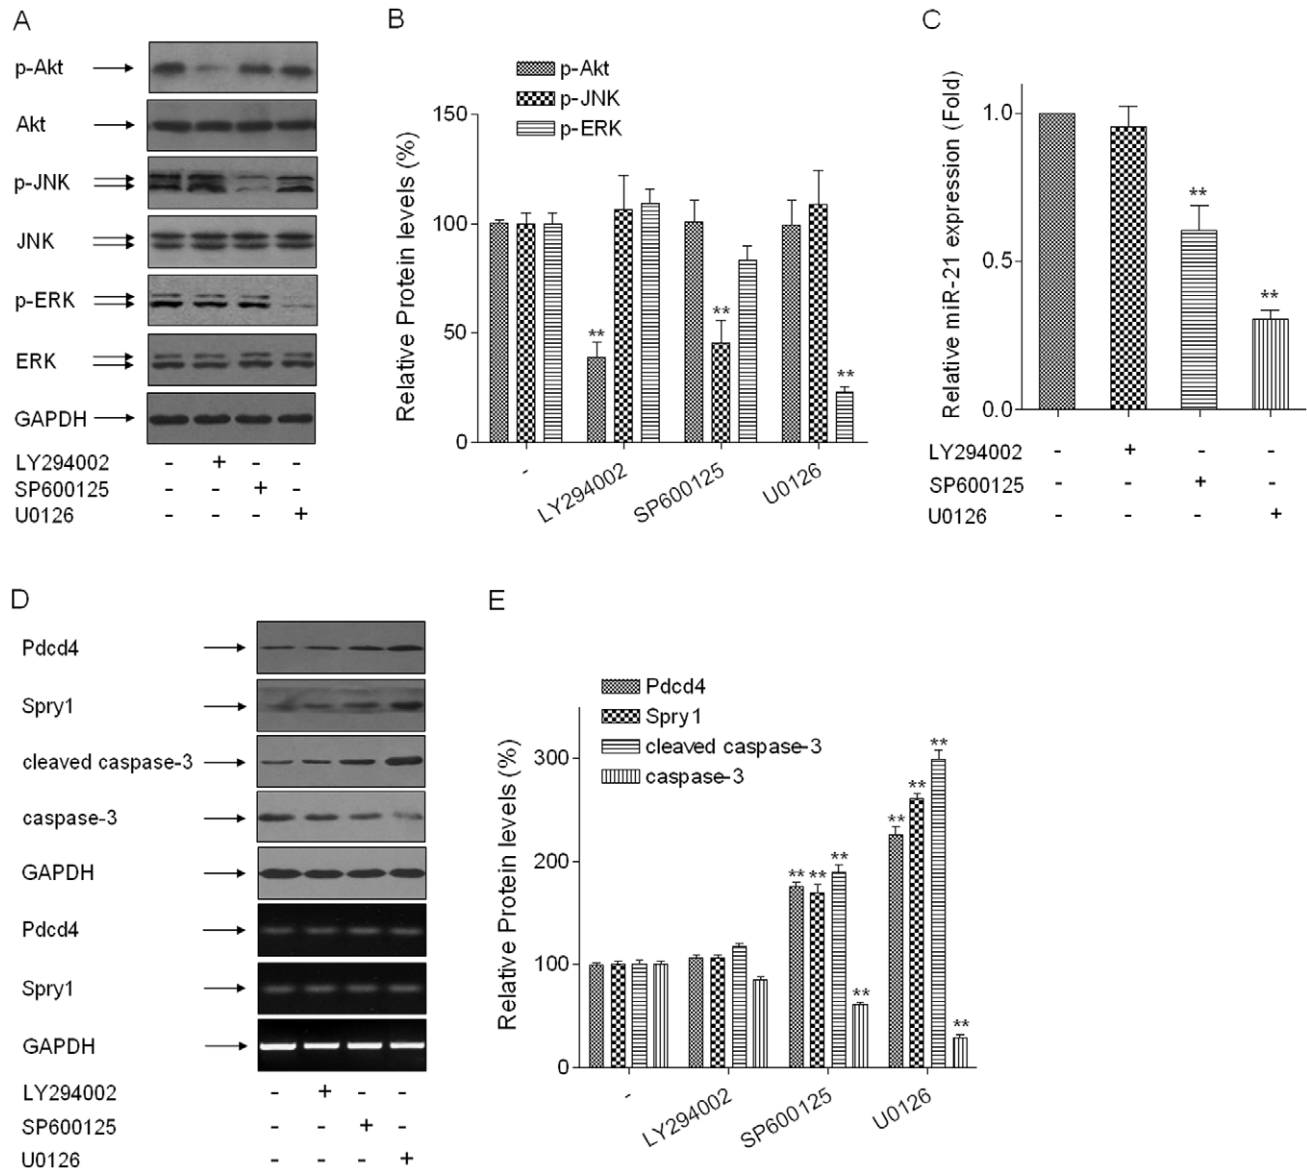 A
p-Akt
Akt
p-JNK
JNK
p-ERK
ERK
GAPDH
LY294002 - + - -
SP600125 - - + -
U0126 - - - +
B
p-Akt
p-JNK
p-ERK
Relative Protein levels (%)
150
100
50
0
**
**
**
-
LY294002
SP600125
U0126
C
Relative miR-21 expression (Fold)
1.0
0.5
0.0
**
**
LY294002 - + - -
SP600125 - - + -
U0126 - - - +
D
Pdcd4
Spry1
cleaved caspase-3
caspase-3
GAPDH
Pdcd4
Spry1
GAPDH
LY294002 - + - -
SP600125 - - + -
U0126 - - - +
E
Pdcd4
Spry1
cleaved caspase-3
caspase-3
Relative Protein levels (%)
300
200
100
0
** ** ** **
** ** ** **
-
LY294002
SP600125
U0126